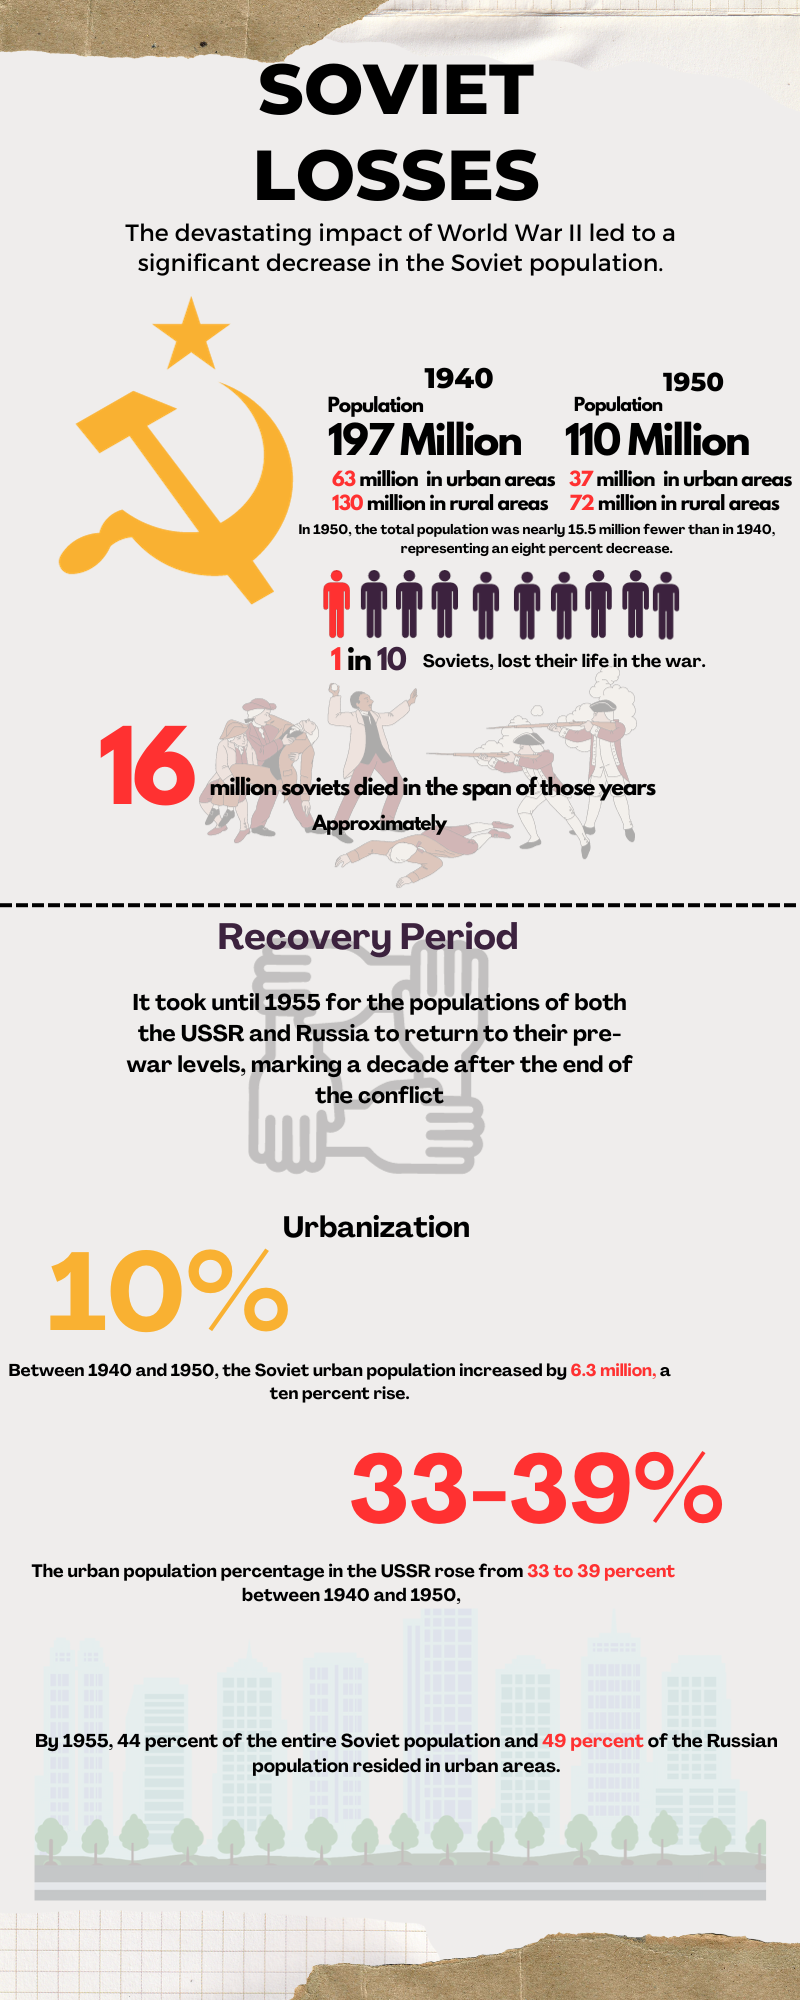 SOVIET
LOSSES
The devastating impact of World War II led to a
significant decrease in the Soviet population.
1940
Population
197 Million
63 million in urban areas
130 million in rural areas
1950
Population
110 Million
37 million in urban areas
72 million in rural areas
In 1950, the total population was nearly 15.5 million fewer than in 1940,
representing an eight percent decrease.
1 in 10 Soviets, lost their life in the war.
16 million soviets died in the span of those years
Approximately
Recovery Period
It took until 1955 for the populations of both
the USSR and Russia to return to their pre-
war levels, marking a decade after the end of
the conflict
Urbanization
10%
Between 1940 and 1950, the Soviet urban population increased by 6.3 million, a
ten percent rise.
33-39%
The urban population percentage in the USSR rose from 33 to 39 percent
between 1940 and 1950,
By 1955, 44 percent of the entire Soviet population and 49 percent of the Russian
population resided in urban areas.